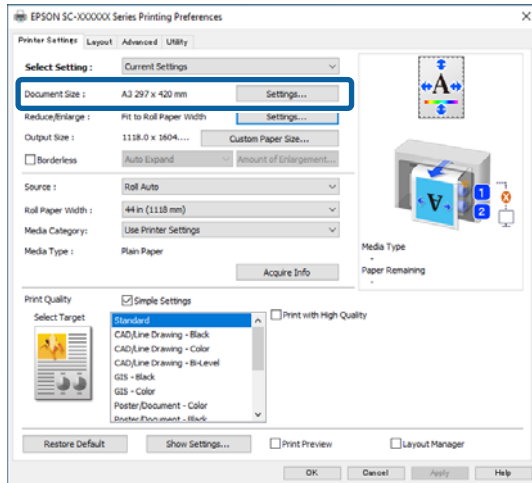 EPSON SC-XXXXXX Series Printing Preferences
Printer Settings Layout Advanced Utility
Select Setting : Current Settings
Document Size : A3 297 x 420 mm Settings...
Reduce/Enlarge : Fit to Roll Paper Width Settings...
Output Size : 1118.0 x 1604.... Custom Paper Size...
Borderless Auto Expand Amount of Enlargement...
Source : Roll Auto
Roll Paper Width : 44 in (1118 mm)
Media Category: Use Printer Settings
Media Type : Plain Paper
Acquire Info
A
A
1
2
Media Type
-
Paper Remaining
-
Print Quality Simple Settings
Select Target
Standard
CAD/Line Drawing - Black
CAD/Line Drawing - Color
CAD/Line Drawing - Bi-Level
GIS - Black
GIS - Color
Poster/Document - Color
Poster/Document - Black
Print with High Quality
Restore Default Show Settings... Print Preview Layout Manager
OK Cancel Apply Help